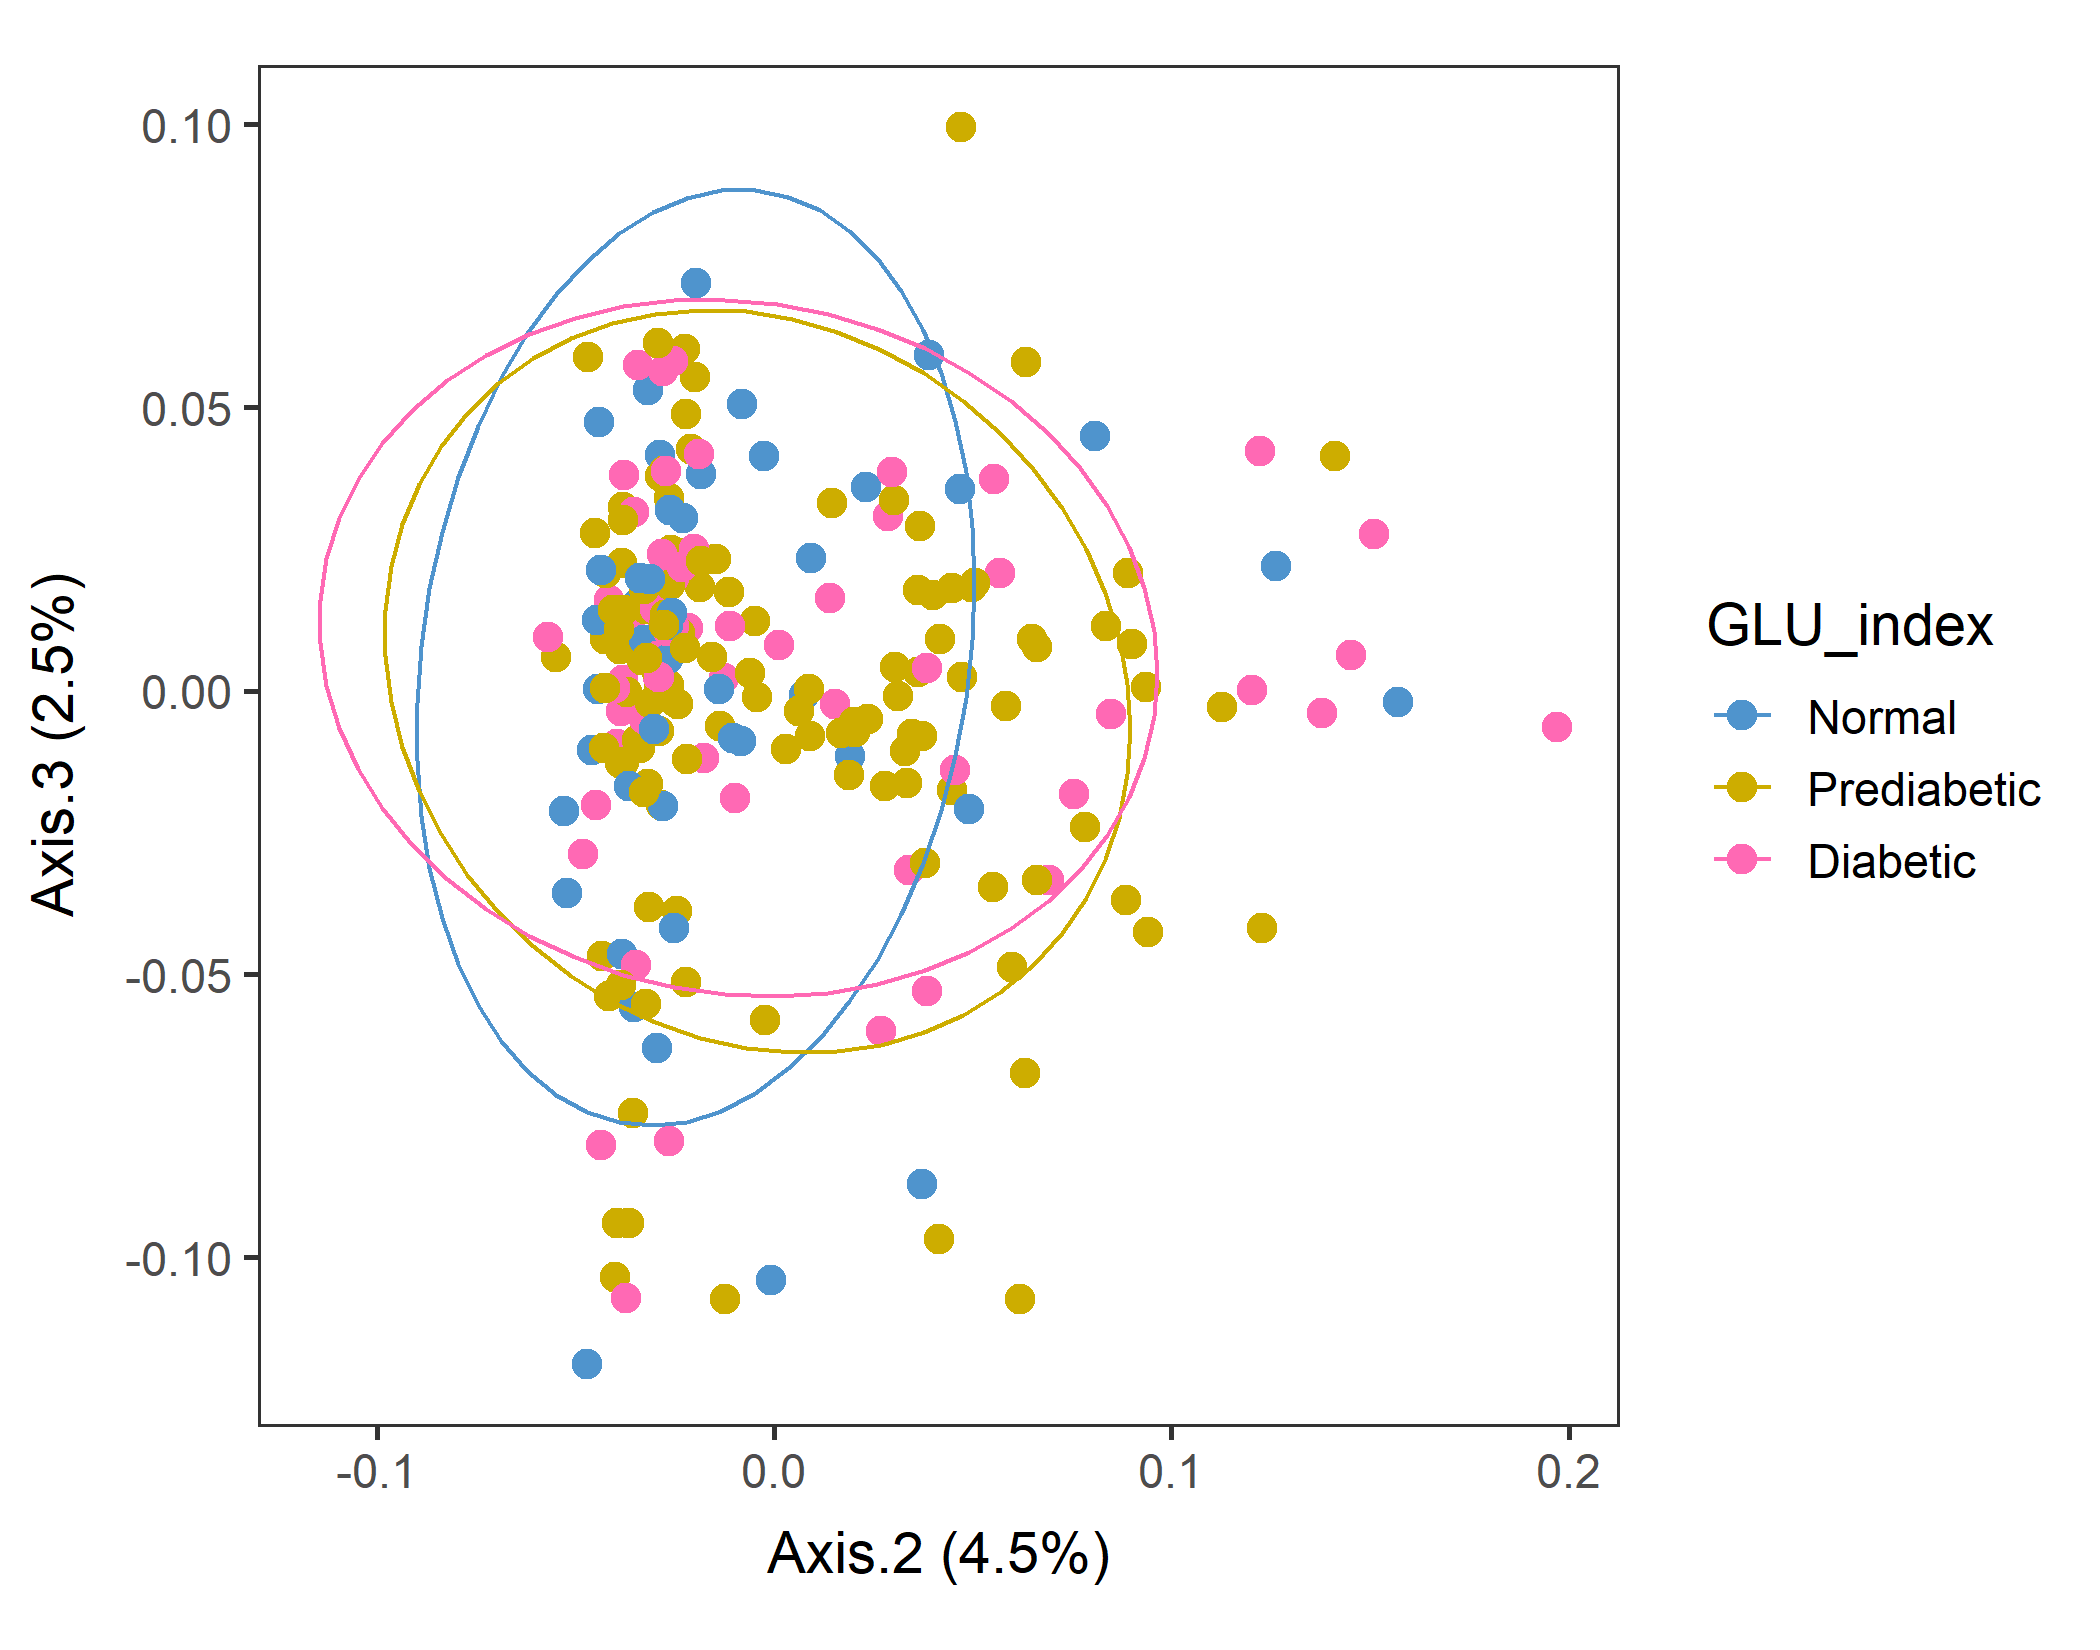 0.10
0.05
0.00
-0.05
-0.10
Axis.3 (2.5%)
-0.1
0.0
0.1
0.2
Axis.2 (4.5%)
GLU_index
Normal
Prediabetic
Diabetic